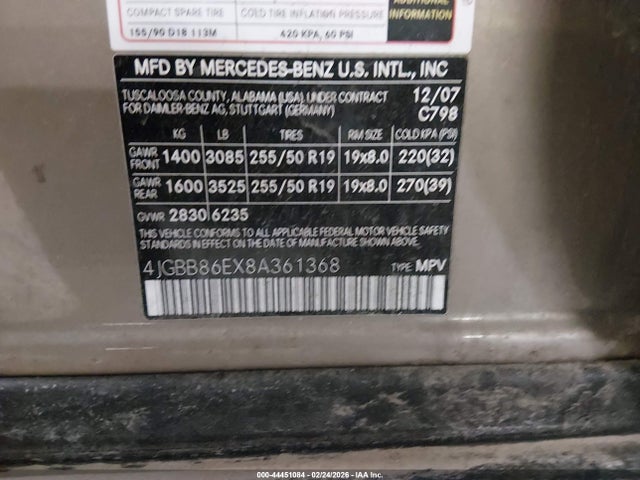 ADDITIONAL
INFORMATION
COMPACT SPARE TIRE COLD TIRE INFLATION PRESSURE
155/90 D18 113M 420 KPA, 60 PSI
MFD BY MERCEDES-BENZ U.S. INTL., INC
TUSCALOOSA COUNTY, ALABAMA (USA), UNDER CONTRACT 12/07
FOR DAIMLER-BENZ AG, STUTTGART (GERMANY) C798
KG LB TIRES RIM SIZE COLD KPA (PSI)
GAWR FRONT 1400 3085 255/50 R19 19x8.0 220(32)
GAWR REAR 1600 3525 255/50 R19 19x8.0 270(39)
GVWR 2830 6235
THIS VEHICLE CONFORMS TO ALL APPLICABLE FEDERAL MOTOR VEHICLE SAFETY
STANDARDS IN EFFECT ON THE DATE OF MANUFACTURE SHOWN ABOVE.
4JGBB86EX8A361368 TYPE: MPV
000-44451084 - 02/24/2026 - IAA Inc.